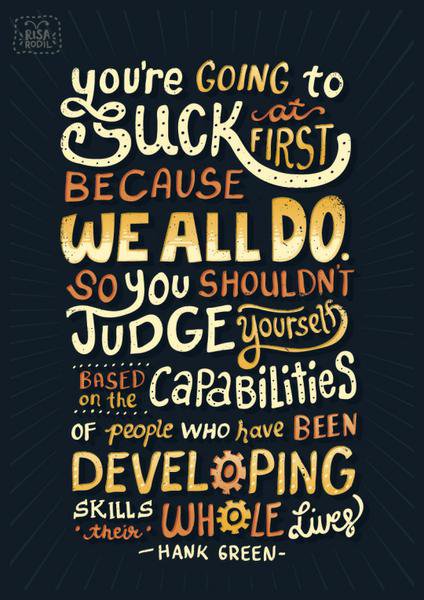 RISA
RODIL
you're GOING to
SUCK at
FIRST
BECAUSE
WE ALL DO.
SO YOU SHOULDN'T
JUDGE yourself
BASED
on the CAPABILITIES
OF people WHO have BEEN
DEVELOPING
SKILLS
their WHOLE Lives
—HANK GREEN-